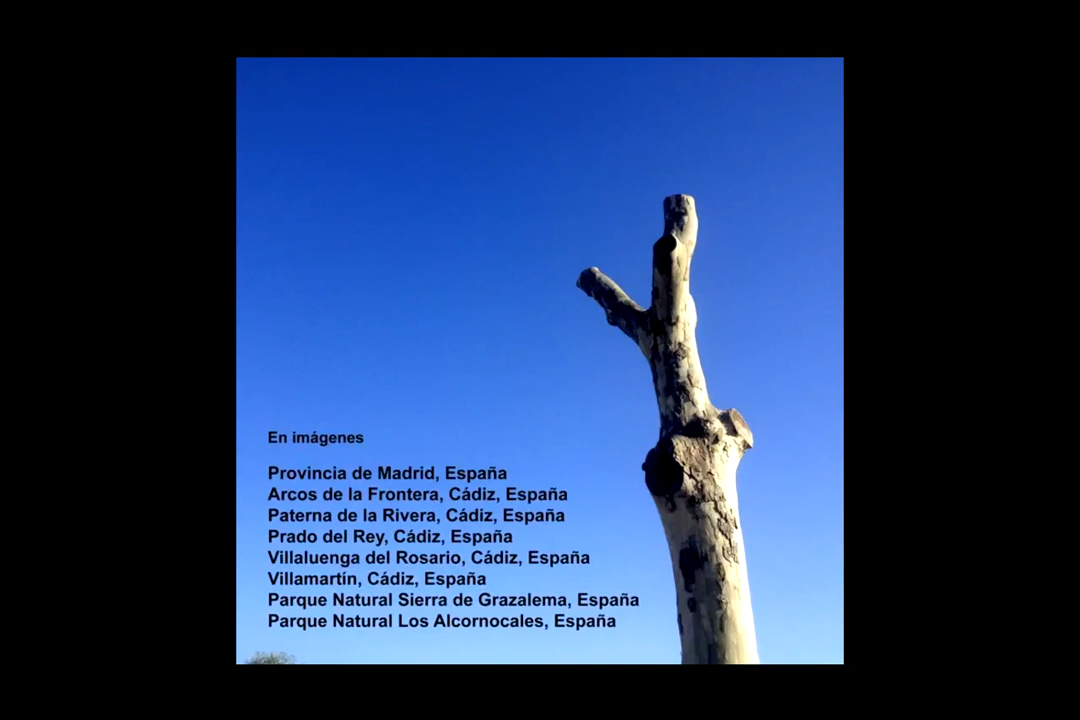 En imágenes
Provincia de Madrid, España
Arcos de la Frontera, Cádiz, España
Paterna de la Rivera, Cádiz, España
Prado del Rey, Cádiz, España
Villaluenga del Rosario, Cádiz, España
Villamartín, Cádiz, España
Parque Natural Sierra de Grazalema, España
Parque Natural Los Alcornocales, España